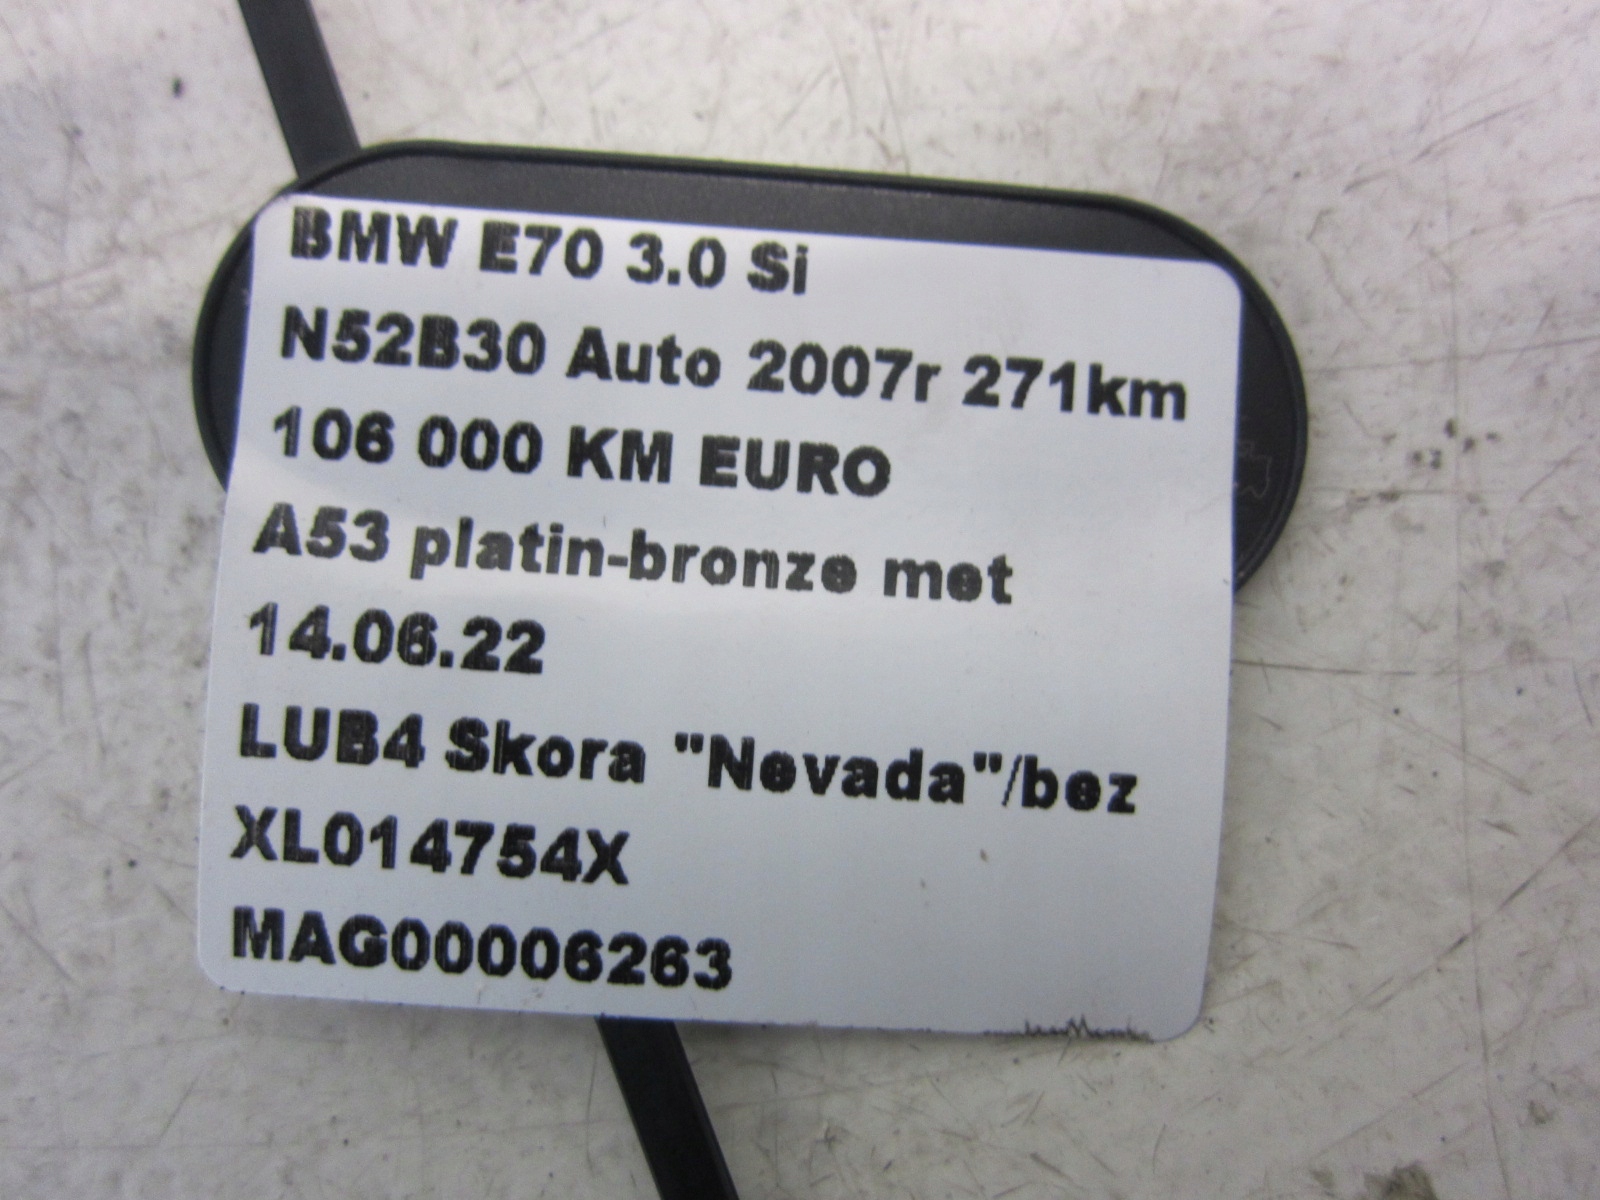 BMW E70 3.0 Si
N52B30 Auto 2007r 271km
106 000 KM EURO
A53 platin-bronze met
14.06.22
LUB4 Skora "Nevada"/bez
XL014754X
MAG00006263